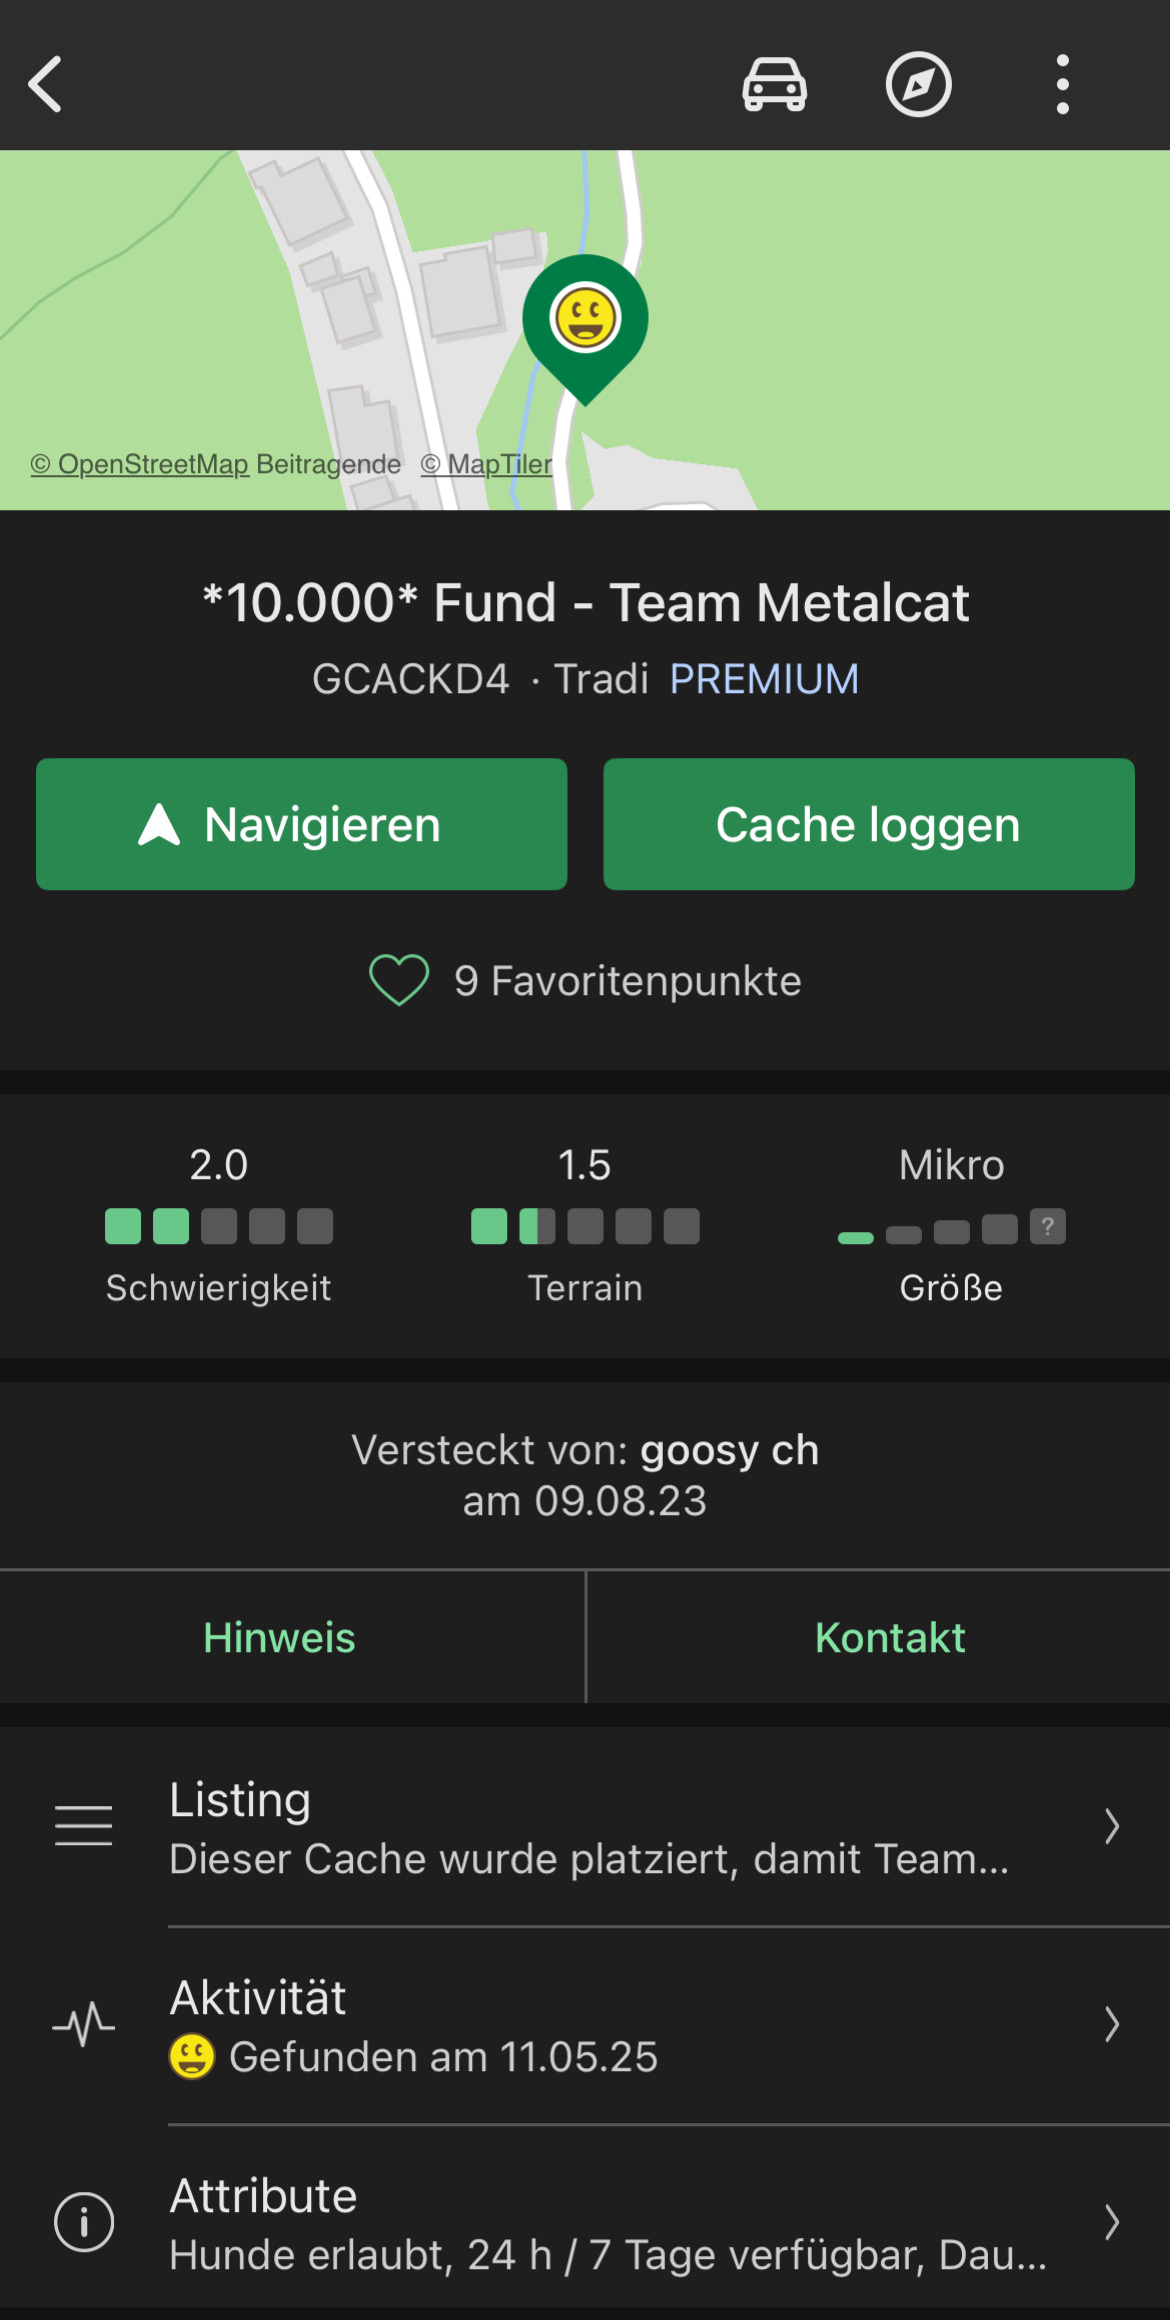 © OpenStreetMap Beitragende © MapTiler
*10.000* Fund - Team Metalcat
GCACKD4 · Tradi PREMIUM
Navigieren
Cache loggen
9 Favoritenpunkte
2.0
1.5
Mikro
?
Schwierigkeit
Terrain
Größe
Versteckt von: goosy ch
am 09.08.23
Hinweis
Kontakt
Listing
Dieser Cache wurde platziert, damit Team...
Aktivität
Gefunden am 11.05.25
Attribute
Hunde erlaubt, 24 h / 7 Tage verfügbar, Dau...